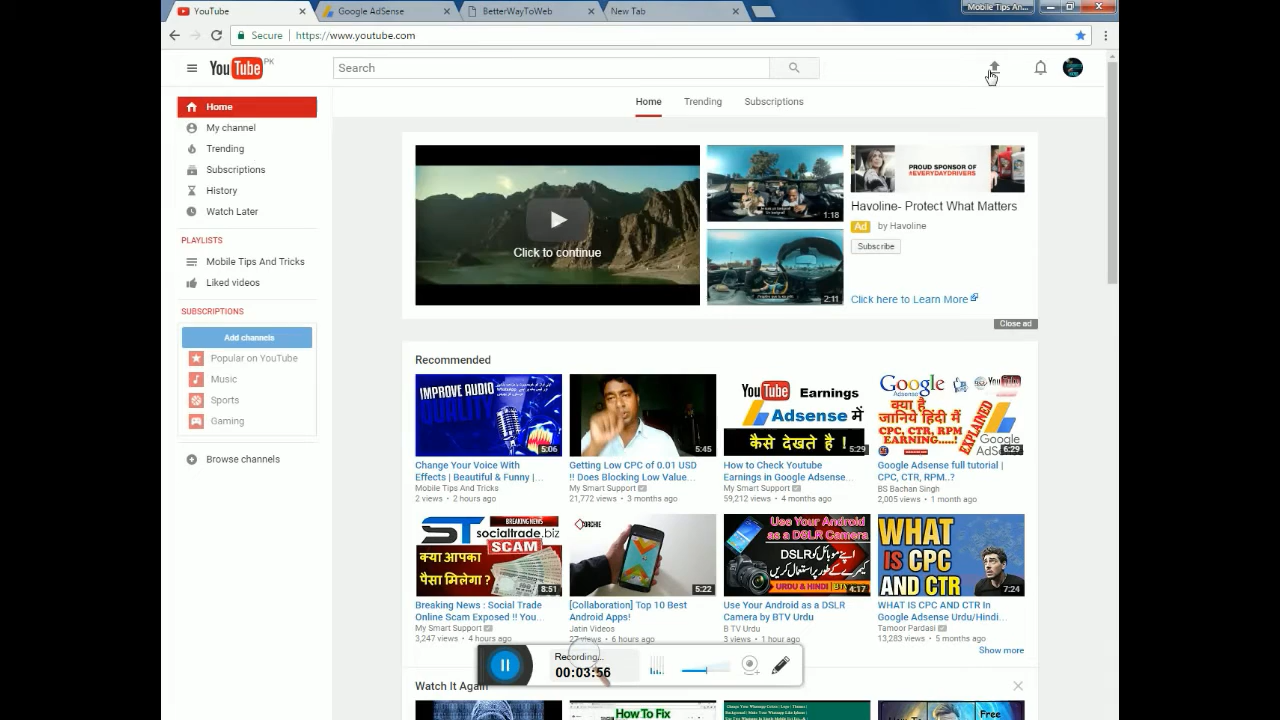 YouTube
Google AdSense
BetterWayToWeb
New Tab
Mobile Tips An...
Secure
https://www.youtube.com
YouTube PK
Search
Home
Trending
Subscriptions
Home
My channel
Trending
Subscriptions
History
Watch Later
PLAYLISTS
Mobile Tips And Tricks
Liked videos
SUBSCRIPTIONS
Add channels
Popular on YouTube
Music
Sports
Gaming
Browse channels
Click to continue
1:18
2:11
PROUD SPONSOR OF
#EVERYDAYDRIVERS
Havoline- Protect What Matters
Ad by Havoline
Subscribe
Click here to Learn More
Close ad
Recommended
IMPROVE AUDIO
QUALITY
5:06
Change Your Voice With
Effects | Beautiful & Funny |...
Mobile Tips And Tricks
2 views • 2 hours ago
5:45
Getting Low CPC of 0.01 USD
!! Does Blocking Low Value...
My Smart Support
21,772 views • 3 months ago
YouTube Earnings
Adsense में
कैसे देखते है !
5:29
How to Check Youtube
Earnings in Google Adsense...
My Smart Support
59,212 views • 4 months ago
Google
Adsense
क्या है
जानिये हिंदी में
CPC, CTR, RPM
EARNING.....!
EXPLAINED
Google
6:29
Google Adsense full tutorial |
CPC, CTR, RPM..?
BS Bachan Singh
2,005 views • 1 month ago
ST
BREAKING NEWS
socialtrade.biz
SCAM
क्या आपका
पैसा मिलेगा ?
8:51
Breaking News : Social Trade
Online Scam Exposed !! You...
My Smart Support
3,247 views • 4 hours ago
5:22
[Collaboration] Top 10 Best
Android Apps!
Jatin Videos
27 views • 6 hours ago
Use Your Android
as a DSLR Camera
DSLR
URDU & HINDI
4:17
Use Your Android as a DSLR
Camera by BTV Urdu
B TV Urdu
3 views • 1 hour ago
WHAT
IS CPC
AND CTR
7:24
WHAT IS CPC AND CTR In
Google Adsense Urdu/Hindi...
Tamoor Pardasi
13,283 views • 5 months ago
Show more
Recording...
00:03:56
Watch It Again
How To Fix
Free